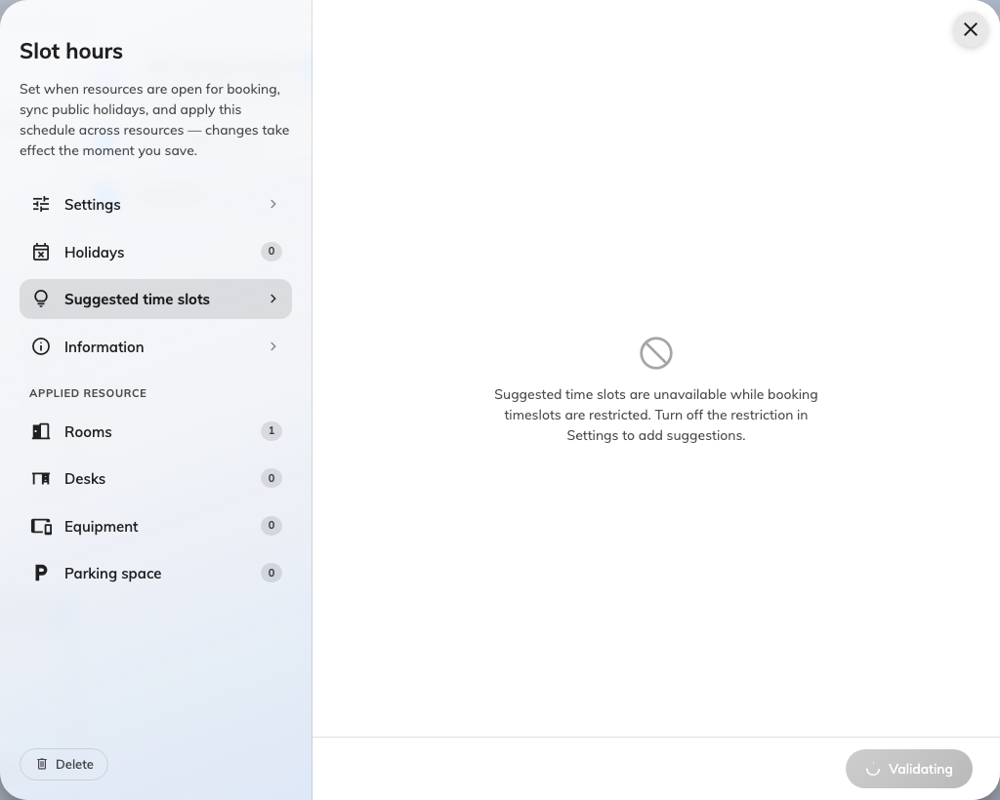 Slot hours
Set when resources are open for booking,
sync public holidays, and apply this
schedule across resources — changes take
effect the moment you save.
Settings
Holidays 0
Suggested time slots
Information
APPLIED RESOURCE
Rooms 1
Desks 0
Equipment 0
Parking space 0
Delete
Suggested time slots are unavailable while booking
timeslots are restricted. Turn off the restriction in
Settings to add suggestions.
Validating